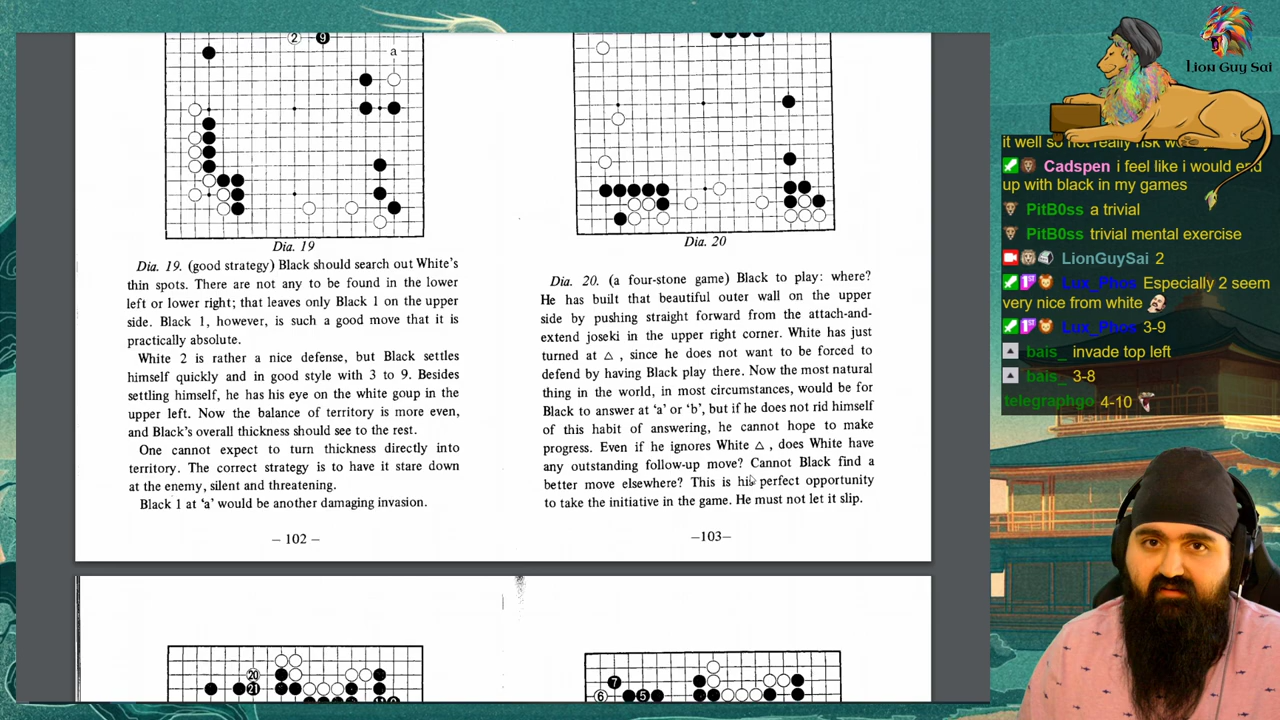 2 9
a
Dia. 19
Dia. 19. (good strategy) Black should search out White's
thin spots. There are not any to be found in the lower
left or lower right; that leaves only Black 1 on the upper
side. Black 1, however, is such a good move that it is
practically absolute.
White 2 is rather a nice defense, but Black settles
himself quickly and in good style with 3 to 9. Besides
settling himself, he has his eye on the white goup in the
upper left. Now the balance of territory is more even,
and Black's overall thickness should see to the rest.
One cannot expect to turn thickness directly into
territory. The correct strategy is to have it stare down
at the enemy, silent and threatening.
Black 1 at 'a' would be another damaging invasion.
– 102 –
Dia. 20
Dia. 20. (a four-stone game) Black to play: where?
He has built that beautiful outer wall on the upper
side by pushing straight forward from the attach-and-
extend joseki in the upper right corner. White has just
turned at △ , since he does not want to be forced to
defend by having Black play there. Now the most natural
thing in the world, in most circumstances, would be for
Black to answer at 'a' or 'b', but if he does not rid himself
of this habit of answering, he cannot hope to make
progress. Even if he ignores White △ , does White have
any outstanding follow-up move? Cannot Black find a
better move elsewhere? This is his perfect opportunity
to take the initiative in the game. He must not let it slip.
–103–
20
21
7
6 5
Lion Guy Sai
it well so not really risk
Cadspen i feel like i would end
up with black in my games
PitB0ss a trivial
PitB0ss trivial mental exercise
LionGuySai 2
Lux_Phos Especially 2 seem
very nice from white
Lux_Phos 3-9
bais_ invade top left
bais_ 3-8
telegraphgo 4-10